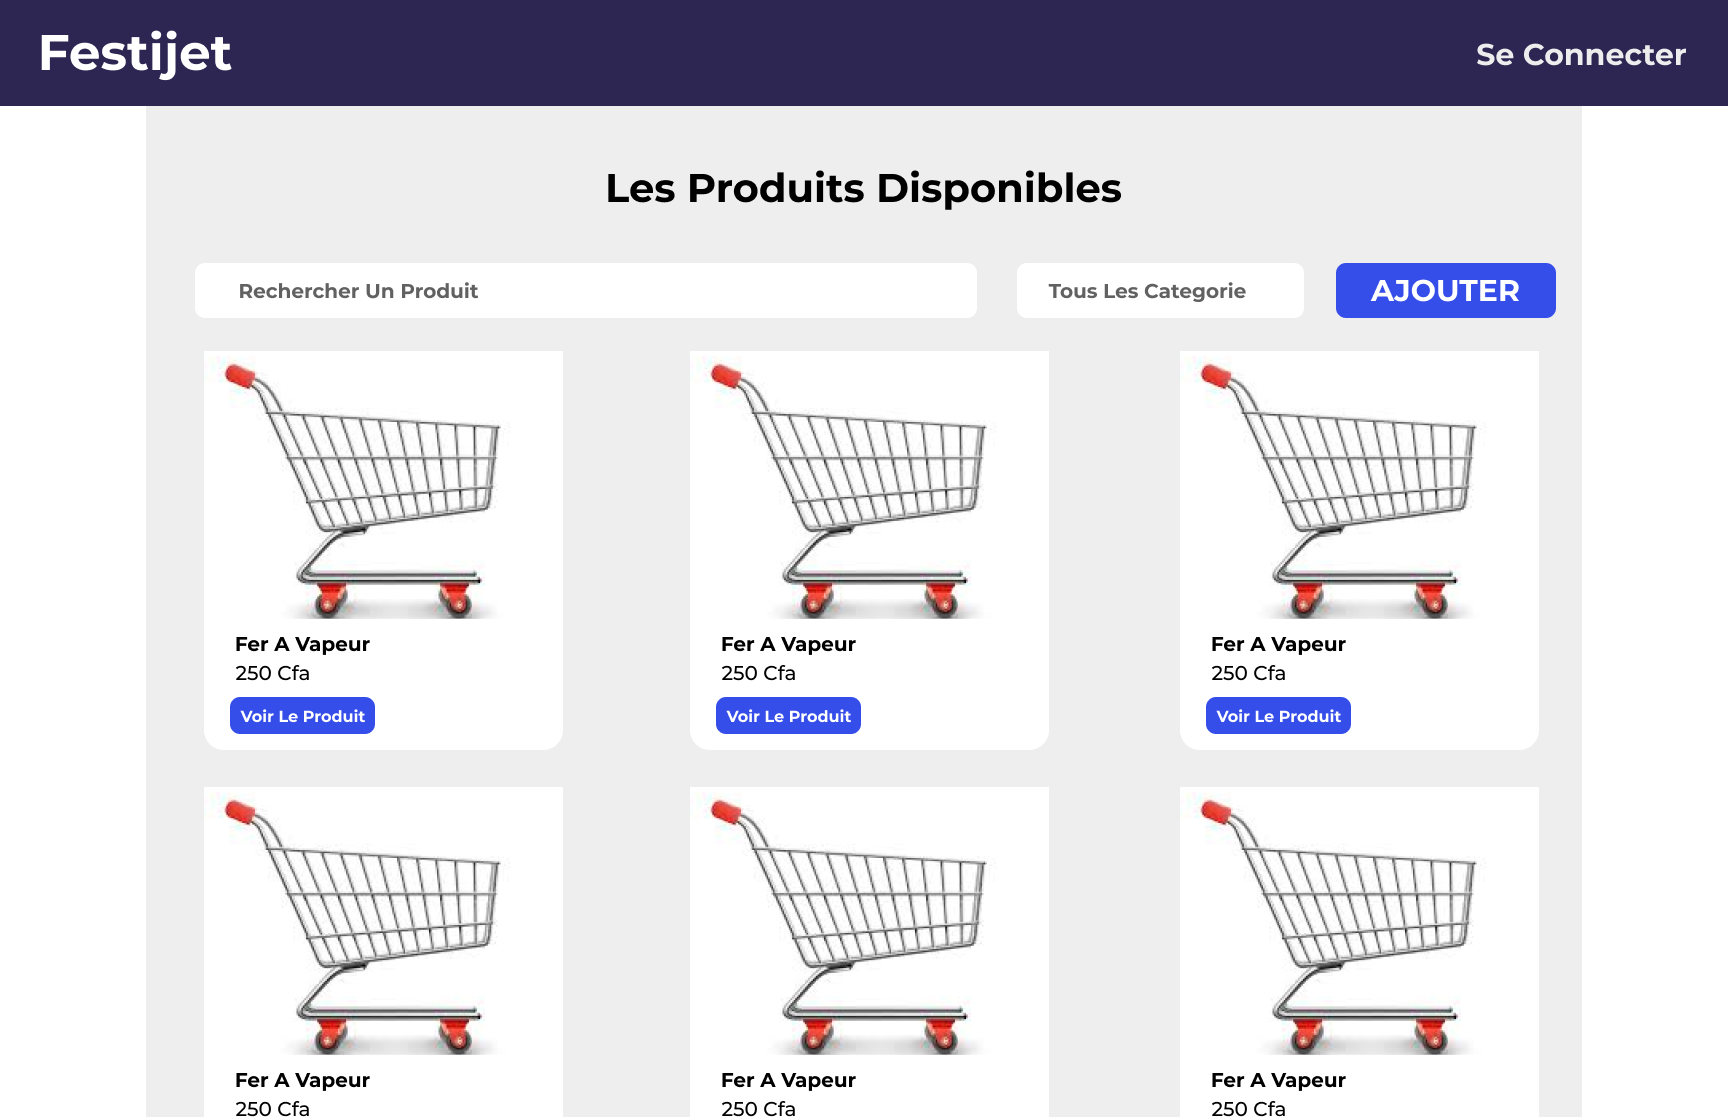 Festijet
Se Connecter
Les Produits Disponibles
Rechercher Un Produit
Tous Les Categorie
AJOUTER
Fer A Vapeur
250 Cfa
Voir Le Produit
Fer A Vapeur
250 Cfa
Voir Le Produit
Fer A Vapeur
250 Cfa
Voir Le Produit
Fer A Vapeur
250 Cfa
Fer A Vapeur
250 Cfa
Fer A Vapeur
250 Cfa